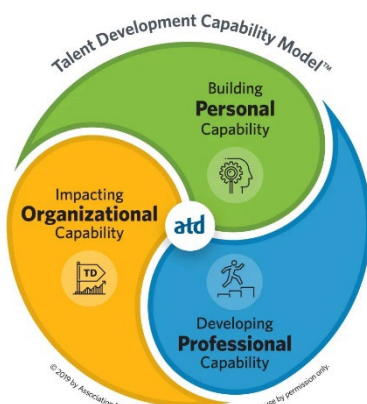 Talent Development Capability Model™
Building
Personal
Capability
Impacting
Organizational
Capability
atd
TD
Developing
Professional
Capability
© 2019 by Association
use by permission only.